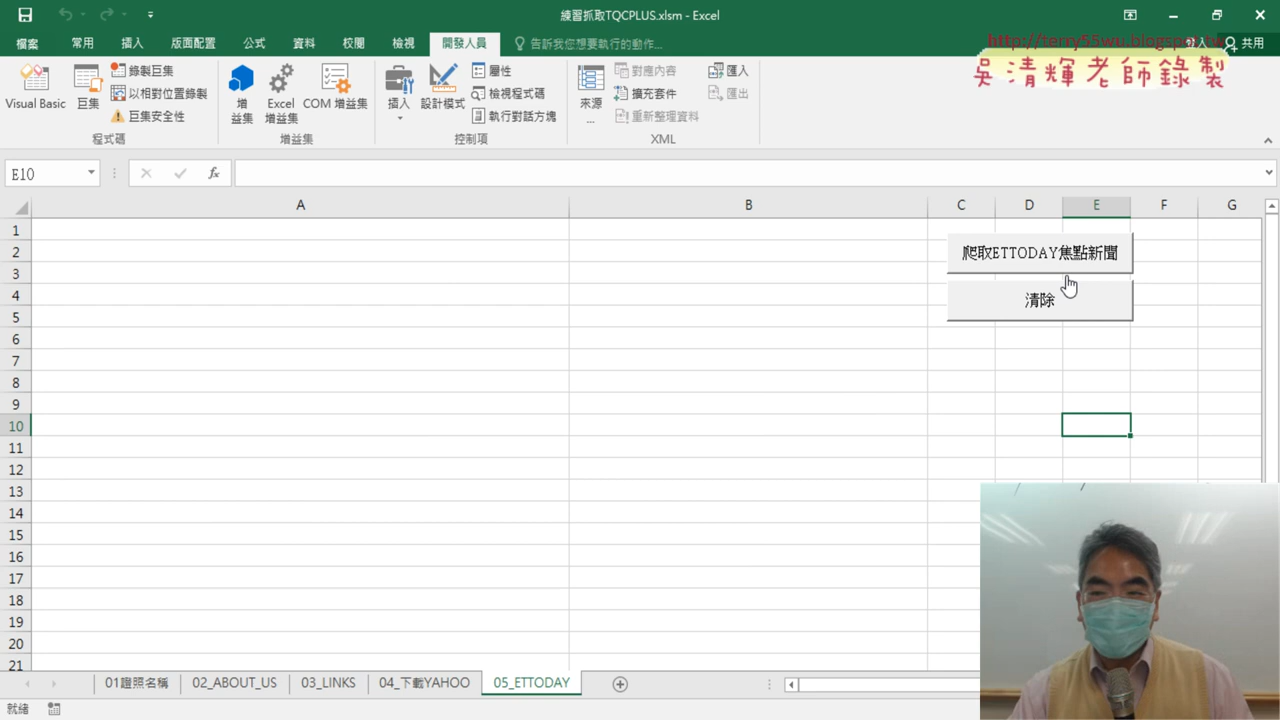 練習抓取TQCPLUS.xlsm - Excel
檔案 常用 插入 版面配置 公式 資料 校閱 檢視 開發人員 告訴我您想要執行的動作... 共用
http://terry55wu.blogspot.tw
吳清輝老師錄製
Visual Basic 巨集 錄製巨集 以相對位置錄製 巨集安全性
程式碼
增益集 Excel 增益集 COM 增益集
增益集
插入 設計模式 屬性 檢視程式碼 執行對話方塊
控制項
來源... 對應內容 擴充套件 重新整理資料 匯入 匯出
XML
E10 fx
A B C D E F G
1
2
3
4
5
6
7
8
9
10
11
12
13
14
15
16
17
18
19
20
21
爬取ETTODAY焦點新聞
清除
01證照名稱 02_ABOUT_US 03_LINKS 04_下載YAHOO 05_ETTODAY
就緒